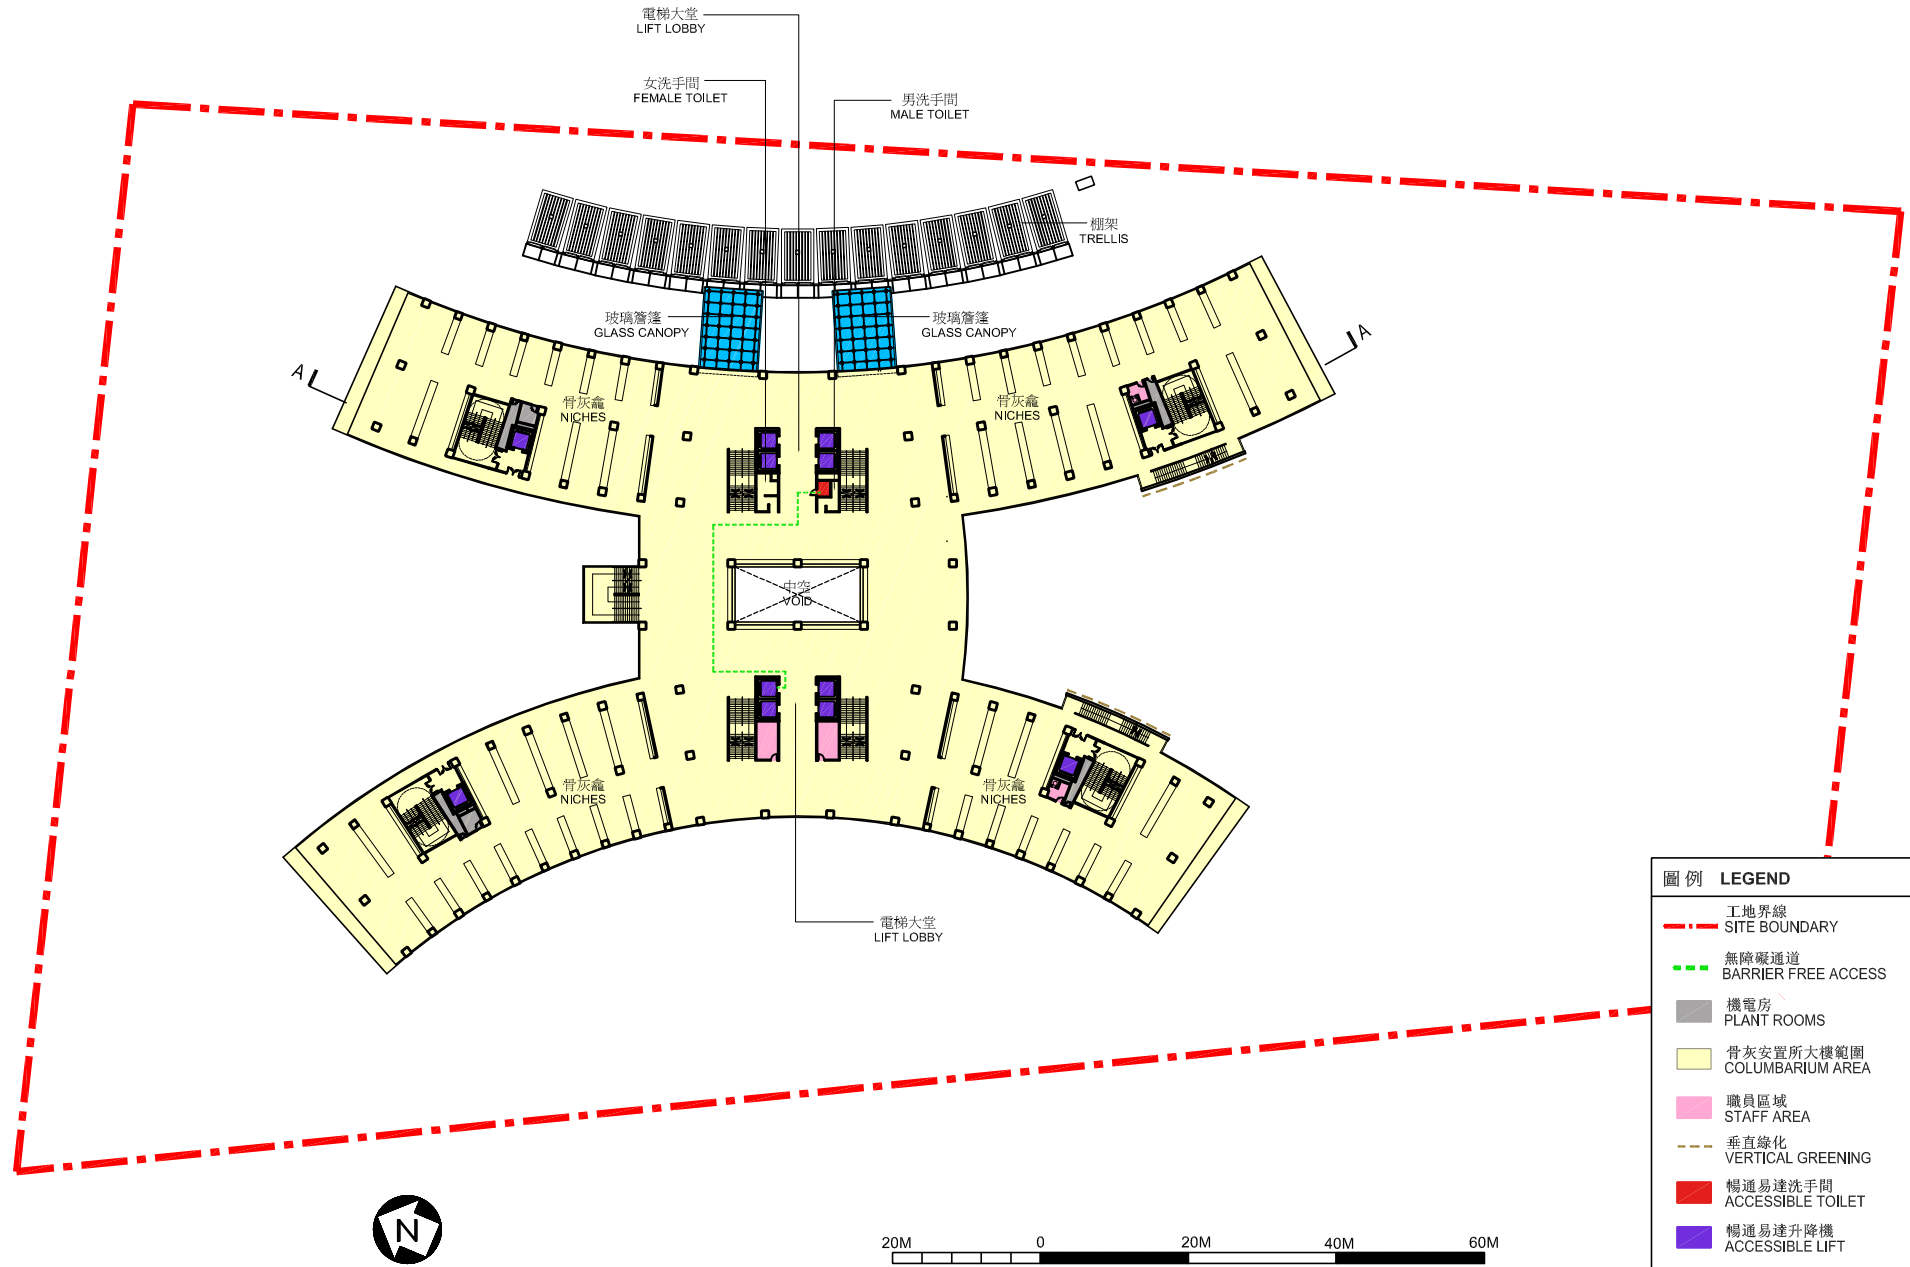 電梯大堂
LIFT LOBBY
女洗手間
FEMALE TOILET
男洗手間
MALE TOILET
棚架
TRELLIS
玻璃簷篷
GLASS CANOPY
玻璃簷篷
GLASS CANOPY
A
A
骨灰龕
NICHES
骨灰龕
NICHES
中空
VOID
骨灰龕
NICHES
骨灰龕
NICHES
電梯大堂
LIFT LOBBY
圖例 LEGEND
工地界線
SITE BOUNDARY
無障礙通道
BARRIER FREE ACCESS
機電房
PLANT ROOMS
骨灰安置所大樓範圍
COLUMBARIUM AREA
職員區域
STAFF AREA
垂直綠化
VERTICAL GREENING
暢通易達洗手間
ACCESSIBLE TOILET
暢通易達升降機
ACCESSIBLE LIFT
N
20M 0 20M 40M 60M